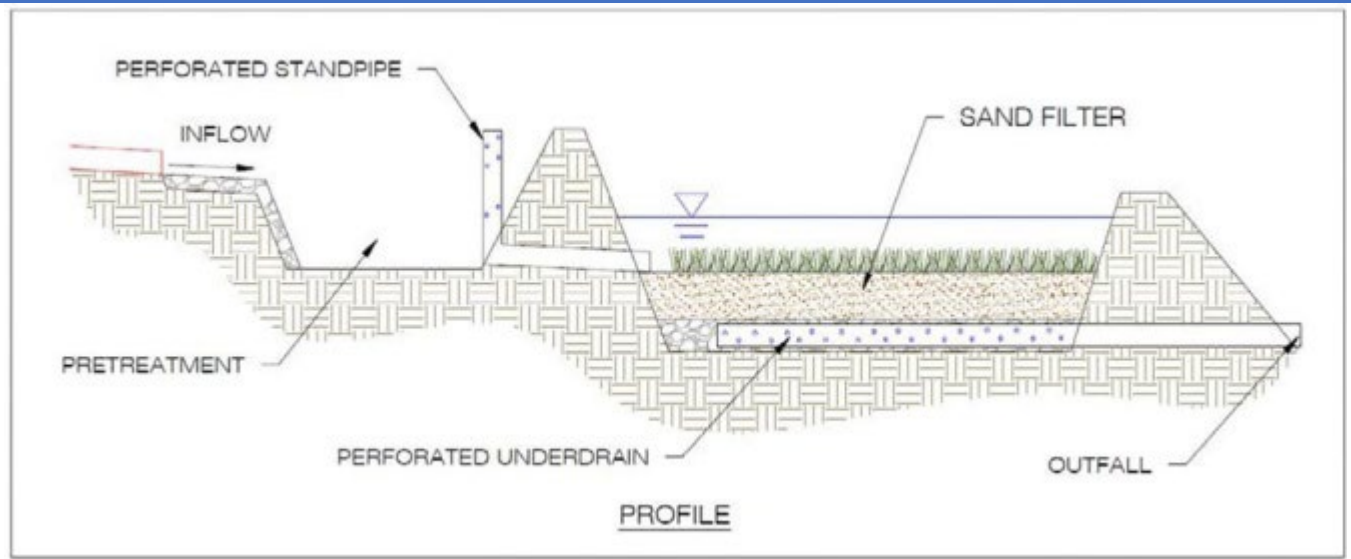 PERFORATED STANDPIPE
INFLOW
SAND FILTER
PRETREATMENT
PERFORATED UNDERDRAIN
OUTFALL
PROFILE